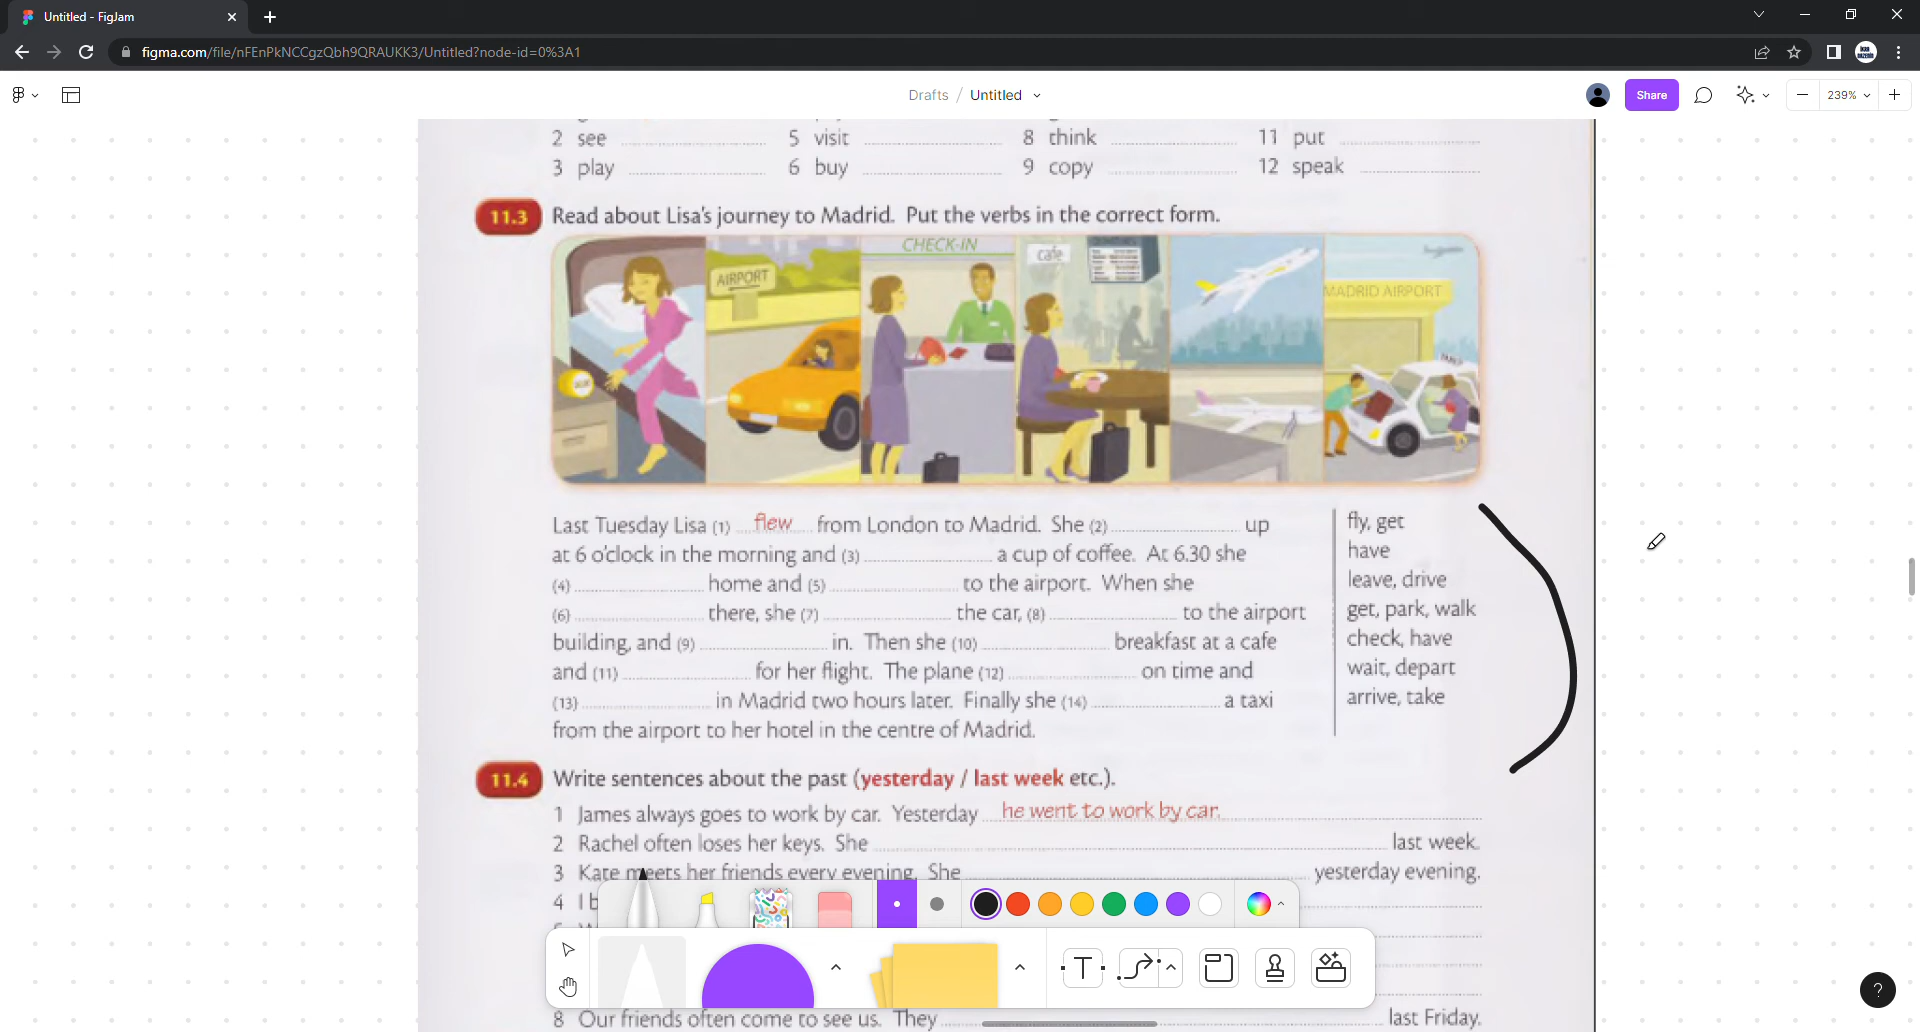 Untitled - FigJam
figma.com/file/nFEnPkNCCgzQbh9QRAUKK3/Untitled?node-id=0%3A1
Drafts / Untitled
Share
239%
2 see 5 visit 8 think 11 put
3 play 6 buy 9 copy 12 speak
11.3 Read about Lisa's journey to Madrid. Put the verbs in the correct form.
AIRPORT
CHECK-IN
cafe
MADRID AIRPORT
Last Tuesday Lisa (1) flew from London to Madrid. She (2) up
at 6 o'clock in the morning and (3) a cup of coffee. At 6.30 she
(4) home and (5) to the airport. When she
(6) there, she (7) the car, (8) to the airport
building, and (9) in. Then she (10) breakfast at a cafe
and (11) for her flight. The plane (12) on time and
(13) in Madrid two hours later. Finally she (14) a taxi
from the airport to her hotel in the centre of Madrid.
fly, get
have
leave, drive
get, park, walk
check, have
wait, depart
arrive, take
11.4 Write sentences about the past (yesterday / last week etc.).
1 James always goes to work by car. Yesterday he went to work by car.
2 Rachel often loses her keys. She last week.
3 Kate meets her friends every evening. She yesterday evening.
4 I b
T
8 Our friends often come to see us. They last Friday.
?